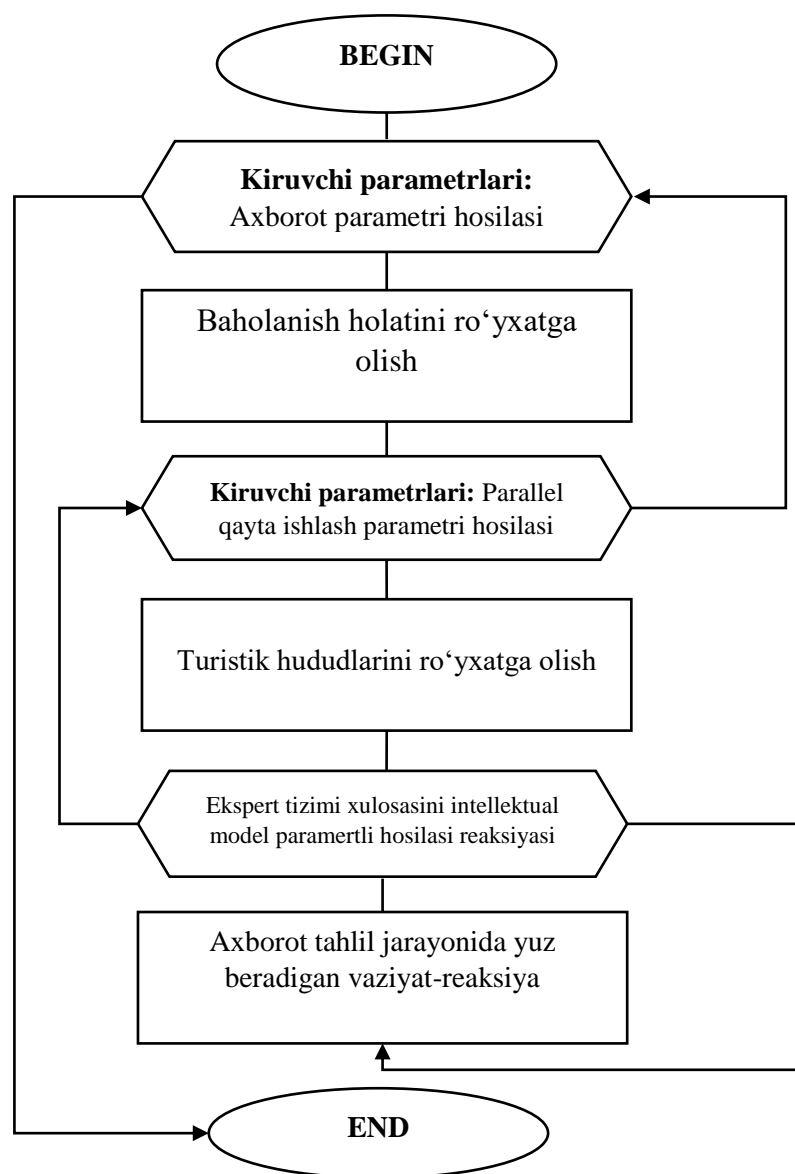 BEGIN
Kiruvchi parametrlari:
Axborot parametri hosilasi
Baholanish holatini ro‘yxatga
olish
Kiruvchi parametrlari: Parallel
qayta ishlash parametri hosilasi
Turistik hududlarini ro‘yxatga olish
Ekspert tizimi xulosasini intellektual
model paramertli hosilasi reaksiyasi
Axborot tahlil jarayonida yuz
beradigan vaziyat-reaksiya
END